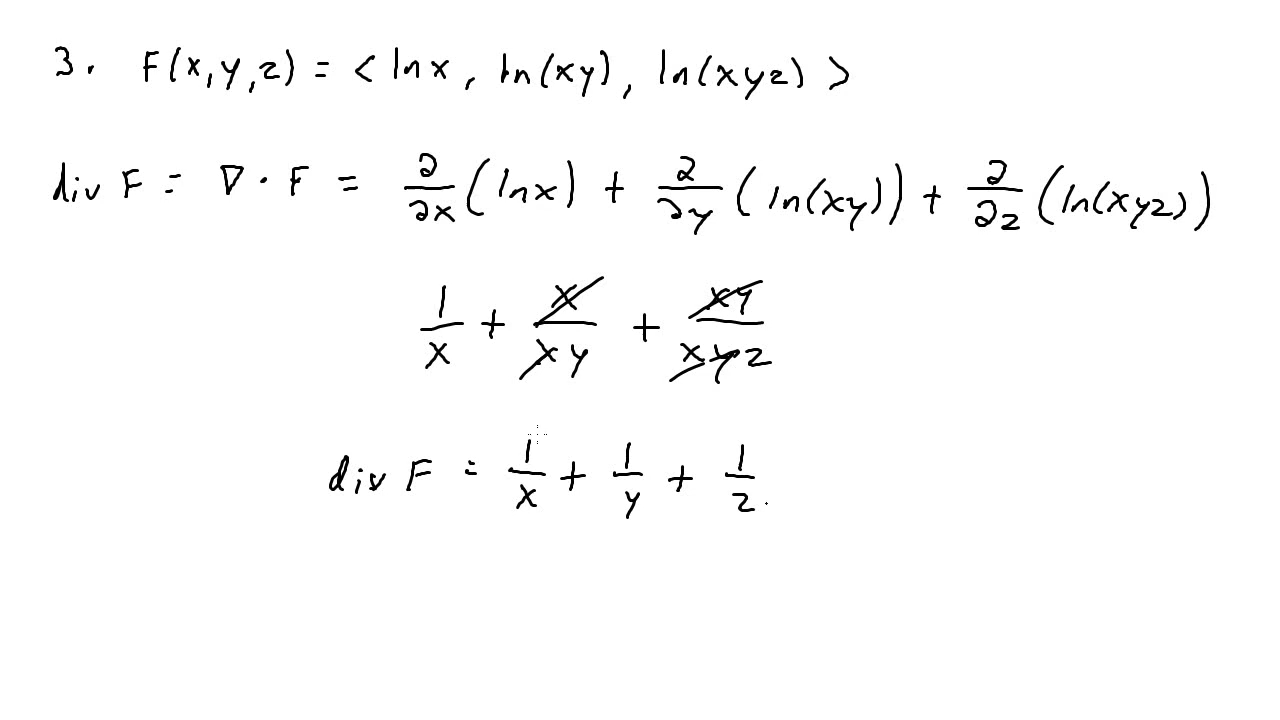 3. F(x,y,z) = < ln x, ln(xy), ln(xyz) >
div F = ∇ · F = ∂/∂x (ln x) + ∂/∂y (ln(xy)) + ∂/∂z (ln(xyz))
1/x + x/xy + xy/xyz
div F = 1/x + 1/y + 1/z